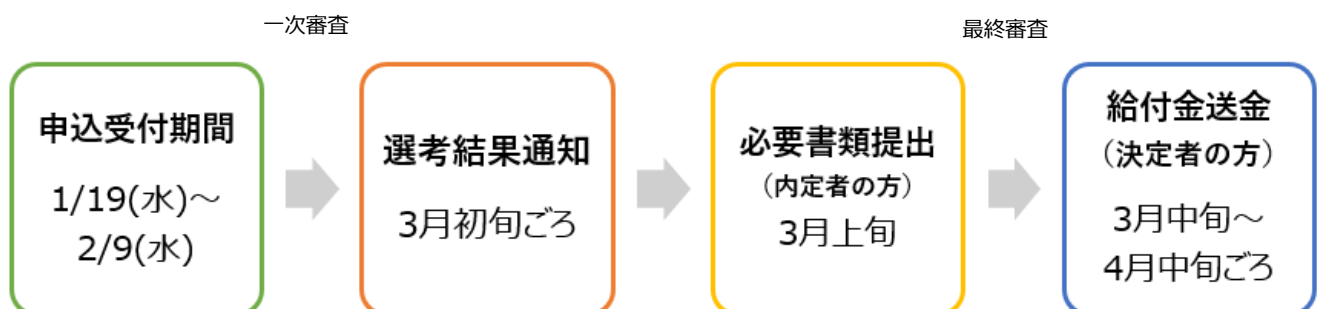 一次審査
最終審査
申込受付期間
1/19(水)～
2/9(水)
選考結果通知
3月初旬ごろ
必要書類提出
（内定者の方）
3月上旬
給付金送金
（決定者の方）
3月中旬～
4月中旬ごろ